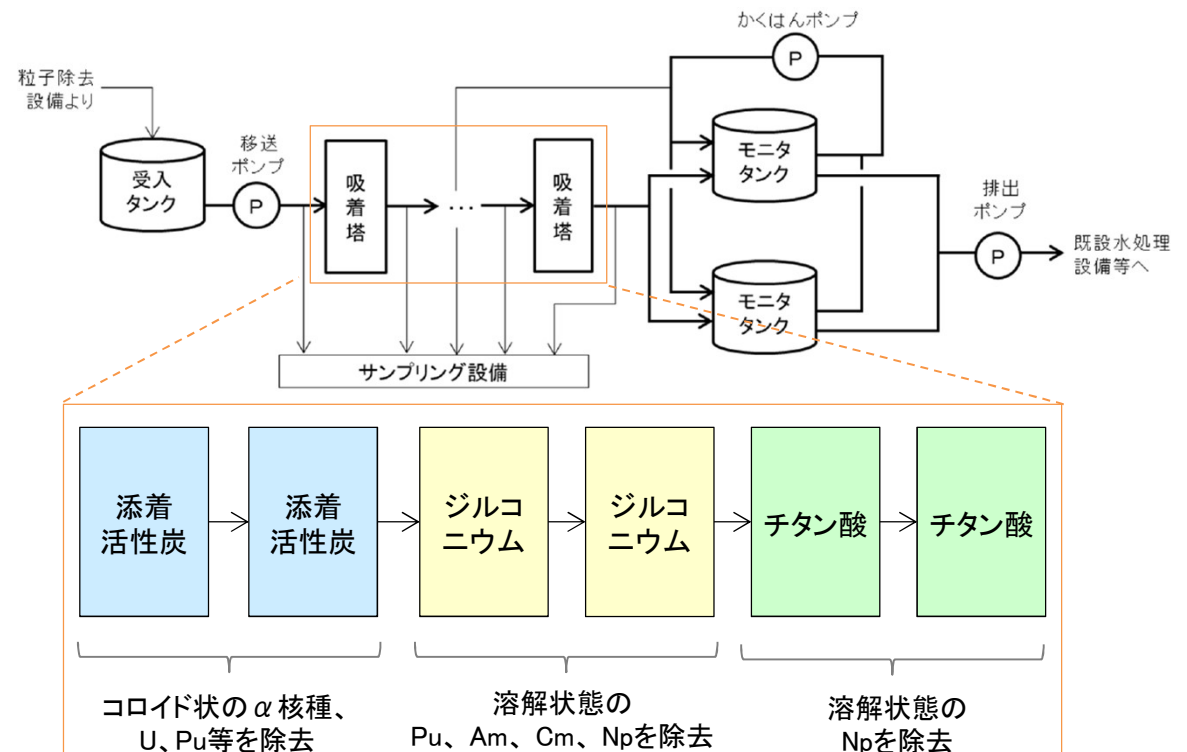 かくはんポンプ
P
粒子除去
設備より
受入
タンク
移送
ポンプ
P
吸
着
塔
…
吸
着
塔
モニタ
タンク
モニタ
タンク
排出
ポンプ
P
既設水処理
設備等へ
サンプリング設備
添着
活性炭
添着
活性炭
ジルコ
ニウム
ジルコ
ニウム
チタン酸
チタン酸
コロイド状のα核種、
U、Pu等を除去
溶解状態の
Pu、Am、Cm、Npを除去
溶解状態の
Npを除去